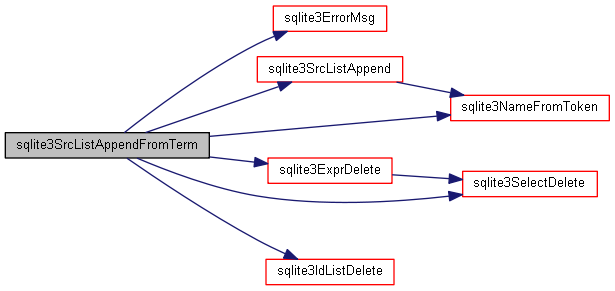 sqlite3ErrorMsg
sqlite3SrcListAppend
sqlite3NameFromToken
sqlite3SrcListAppendFromTerm
sqlite3ExprDelete
sqlite3SelectDelete
sqlite3IdListDelete